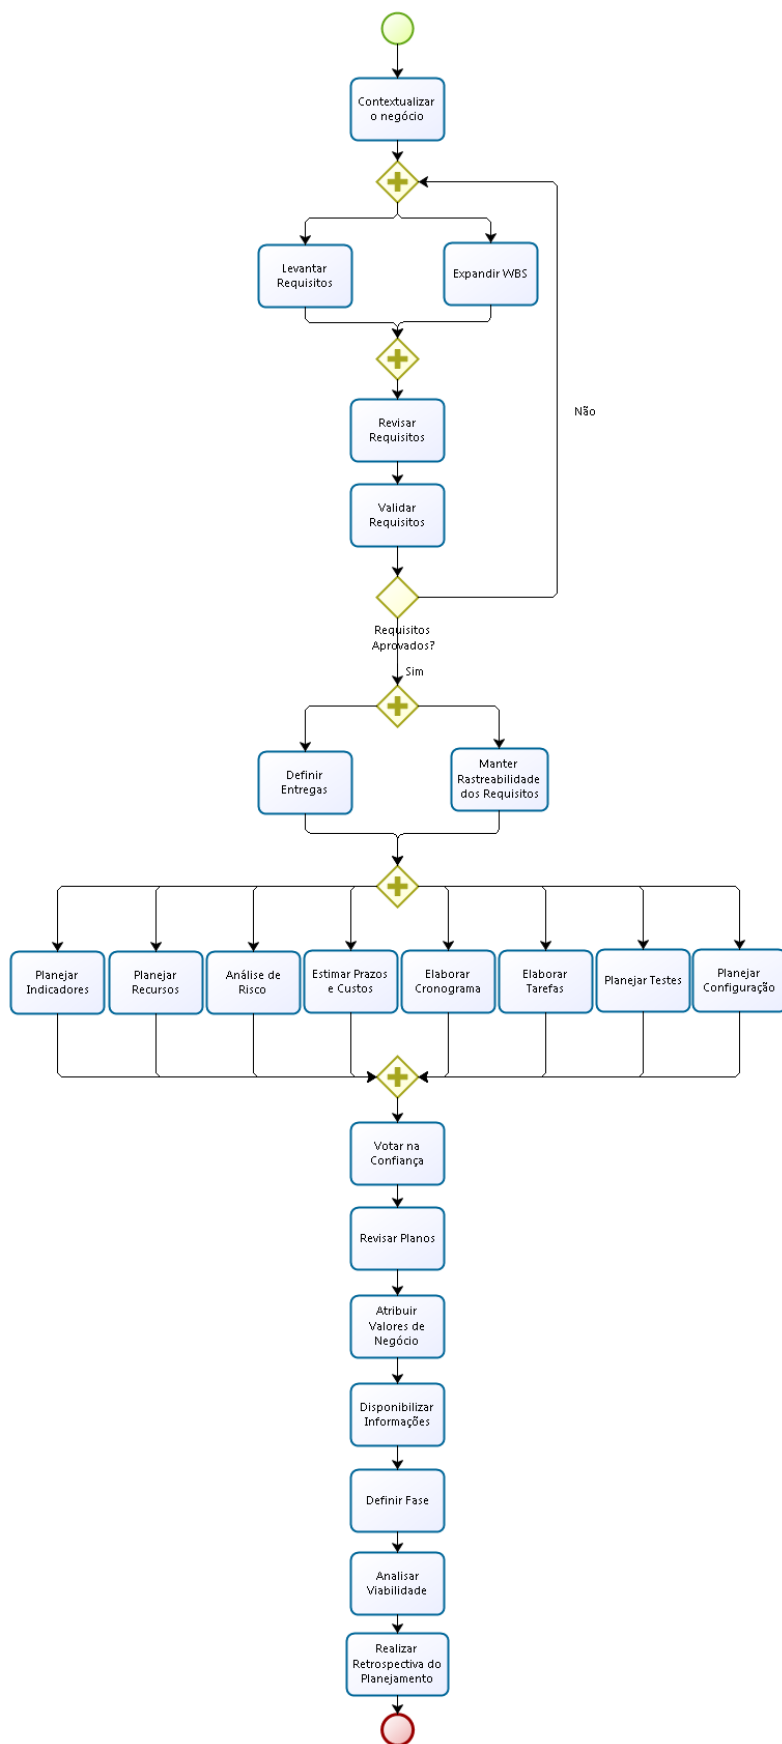 Contextualizar
o negócio
Levantar
Requisitos
Expandir WBS
Revisar
Requisitos
Não
Validar
Requisitos
Requisitos
Aprovados?
Sim
Definir
Entregas
Manter
Rastreabilidade
dos Requisitos
Planejar
Indicadores
Planejar
Recursos
Análise de
Risco
Estimar Prazos
e Custos
Elaborar
Cronograma
Elaborar
Tarefas
Planejar Testes
Planejar
Configuração
Votar na
Confiança
Revisar Planos
Atribuir
Valores de
Negócio
Disponibilizar
Informações
Definir Fase
Analisar
Viabilidade
Realizar
Retrospectiva do
Planejamento